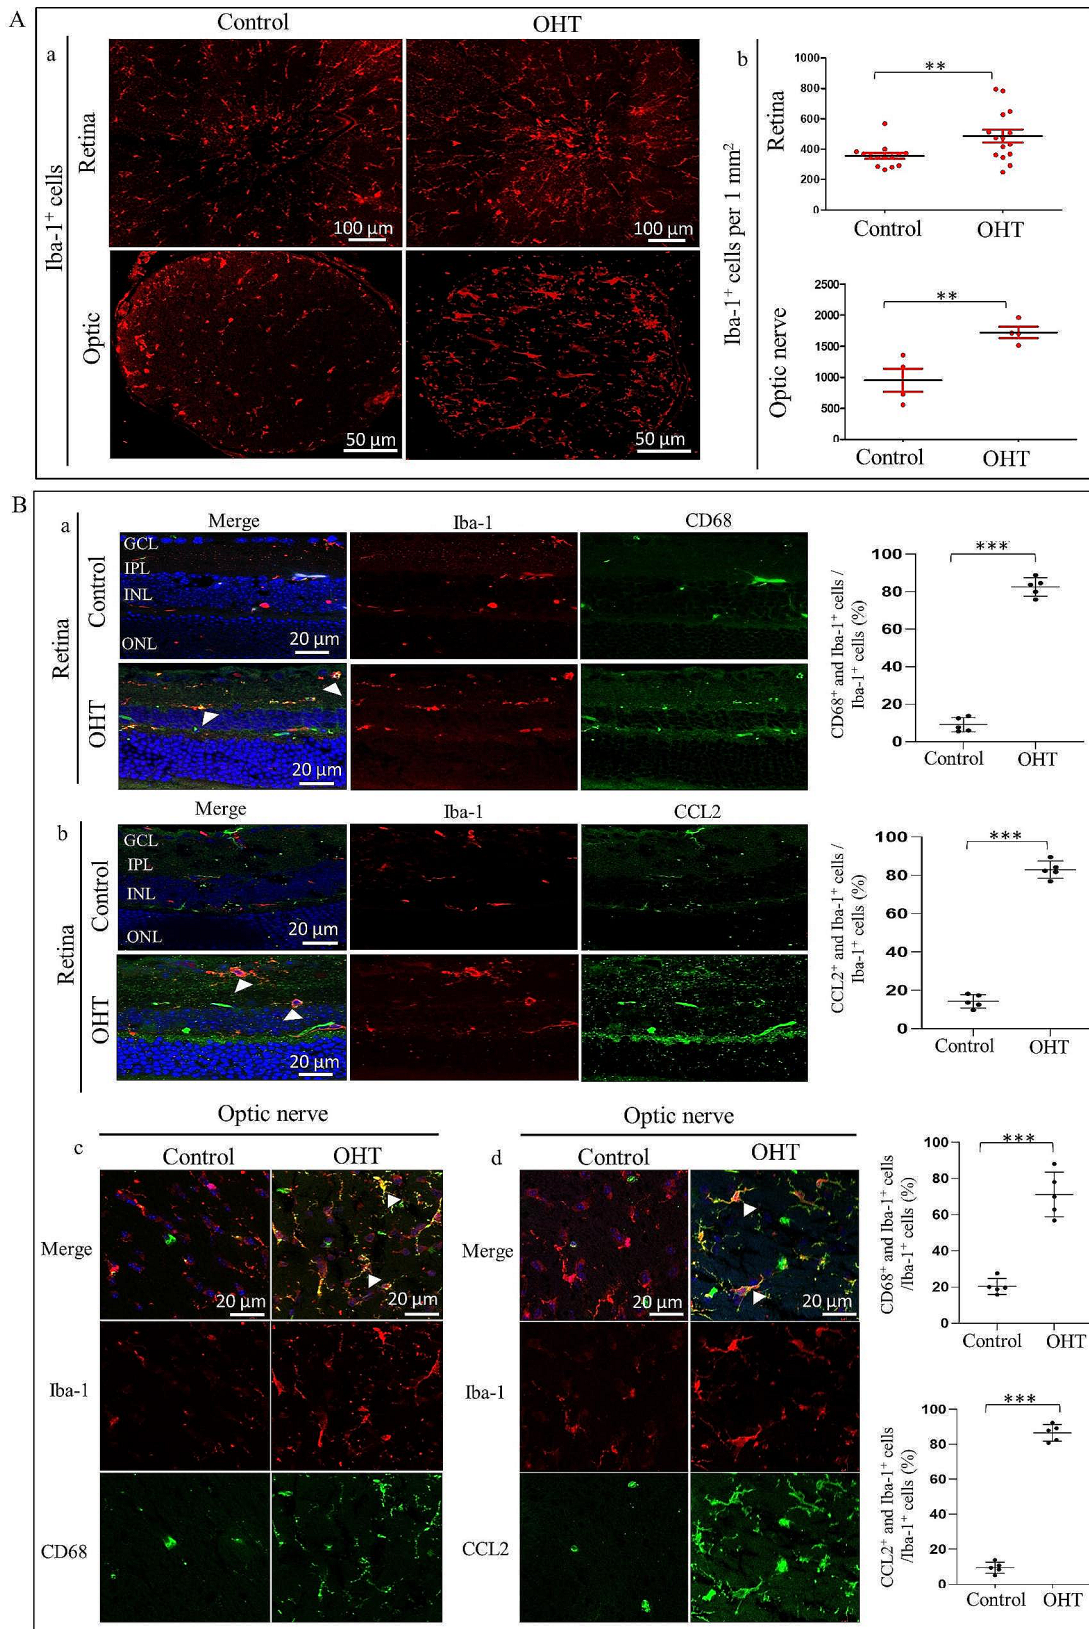 A
Control
OHT
a
b
Iba-1⁺ cells
Retina
Optic
100 µm
100 µm
50 µm
50 µm
Iba-1⁺ cells per 1 mm²
Retina
1000
800
600
400
200
0
**
Control
OHT
Optic nerve
2500
2000
1500
1000
500
0
**
Control
OHT
B
a
Merge
Iba-1
CD68
Retina
Control
GCL
IPL
INL
ONL
20 µm
OHT
20 µm
CD68⁺ and Iba-1⁺ cells /
Iba-1⁺ cells (%)
100
80
60
40
20
0
***
Control
OHT
b
Merge
Iba-1
CCL2
Retina
Control
GCL
IPL
INL
ONL
20 µm
OHT
20 µm
CCL2⁺ and Iba-1⁺ cells /
Iba-1⁺ cells (%)
100
80
60
40
20
0
***
Control
OHT
Optic nerve
c
Control
OHT
Merge
20 µm
20 µm
Iba-1
CD68
Optic nerve
d
Control
OHT
Merge
20 µm
20 µm
Iba-1
CCL2
CD68⁺ and Iba-1⁺ cells
/Iba-1⁺ cells (%)
100
80
60
40
20
0
***
Control
OHT
CCL2⁺ and Iba-1⁺ cells
/Iba-1⁺ cells (%)
100
80
60
40
20
0
***
Control
OHT